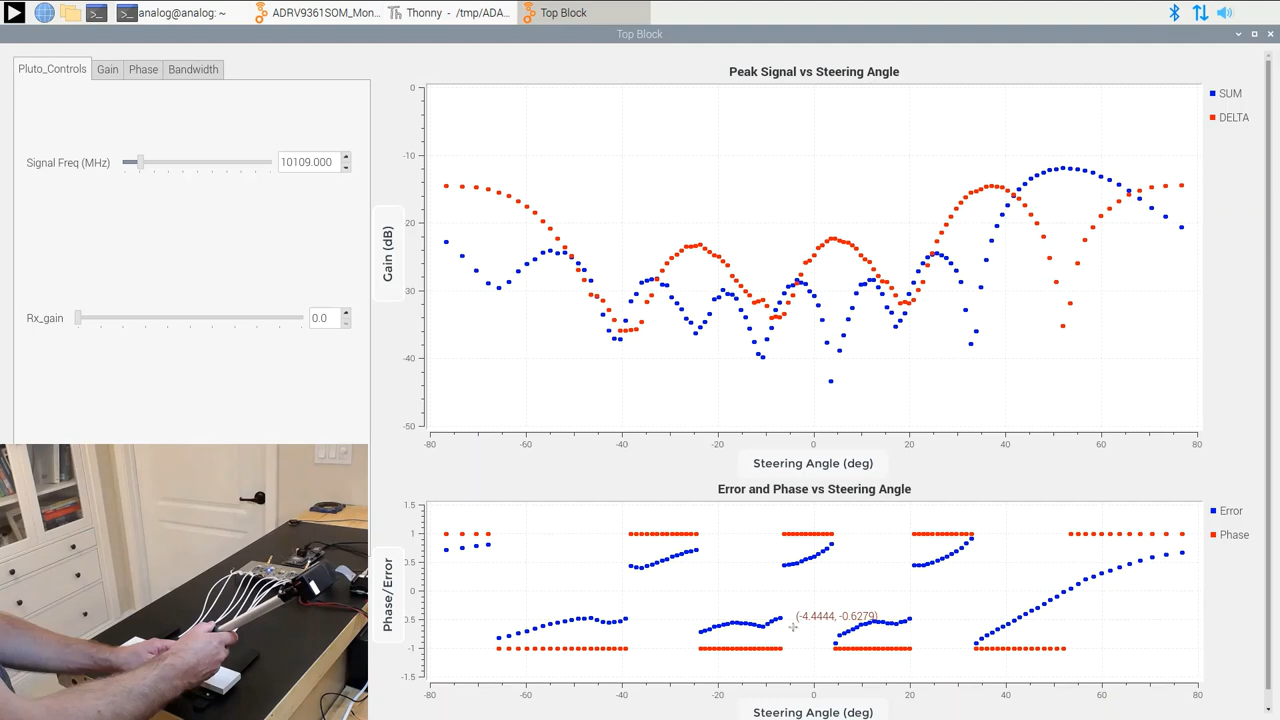 analog@analog: ~
ADRV9361SOM_Mon...
Thonny - /tmp/ADA...
Top Block
Top Block
Pluto_Controls
Gain
Phase
Bandwidth
Signal Freq (MHz)
10109.000
Rx_gain
0.0
Peak Signal vs Steering Angle
SUM
DELTA
Gain (dB)
0
-10
-20
-30
-40
-50
-80
-60
-40
-20
0
20
40
60
80
Steering Angle (deg)
Error and Phase vs Steering Angle
Error
Phase
Phase/Error
1.5
1
0.5
0
-0.5
-1
-1.5
(-4.4444, -0.6279)
-80
-60
-40
-20
0
20
40
60
80
Steering Angle (deg)